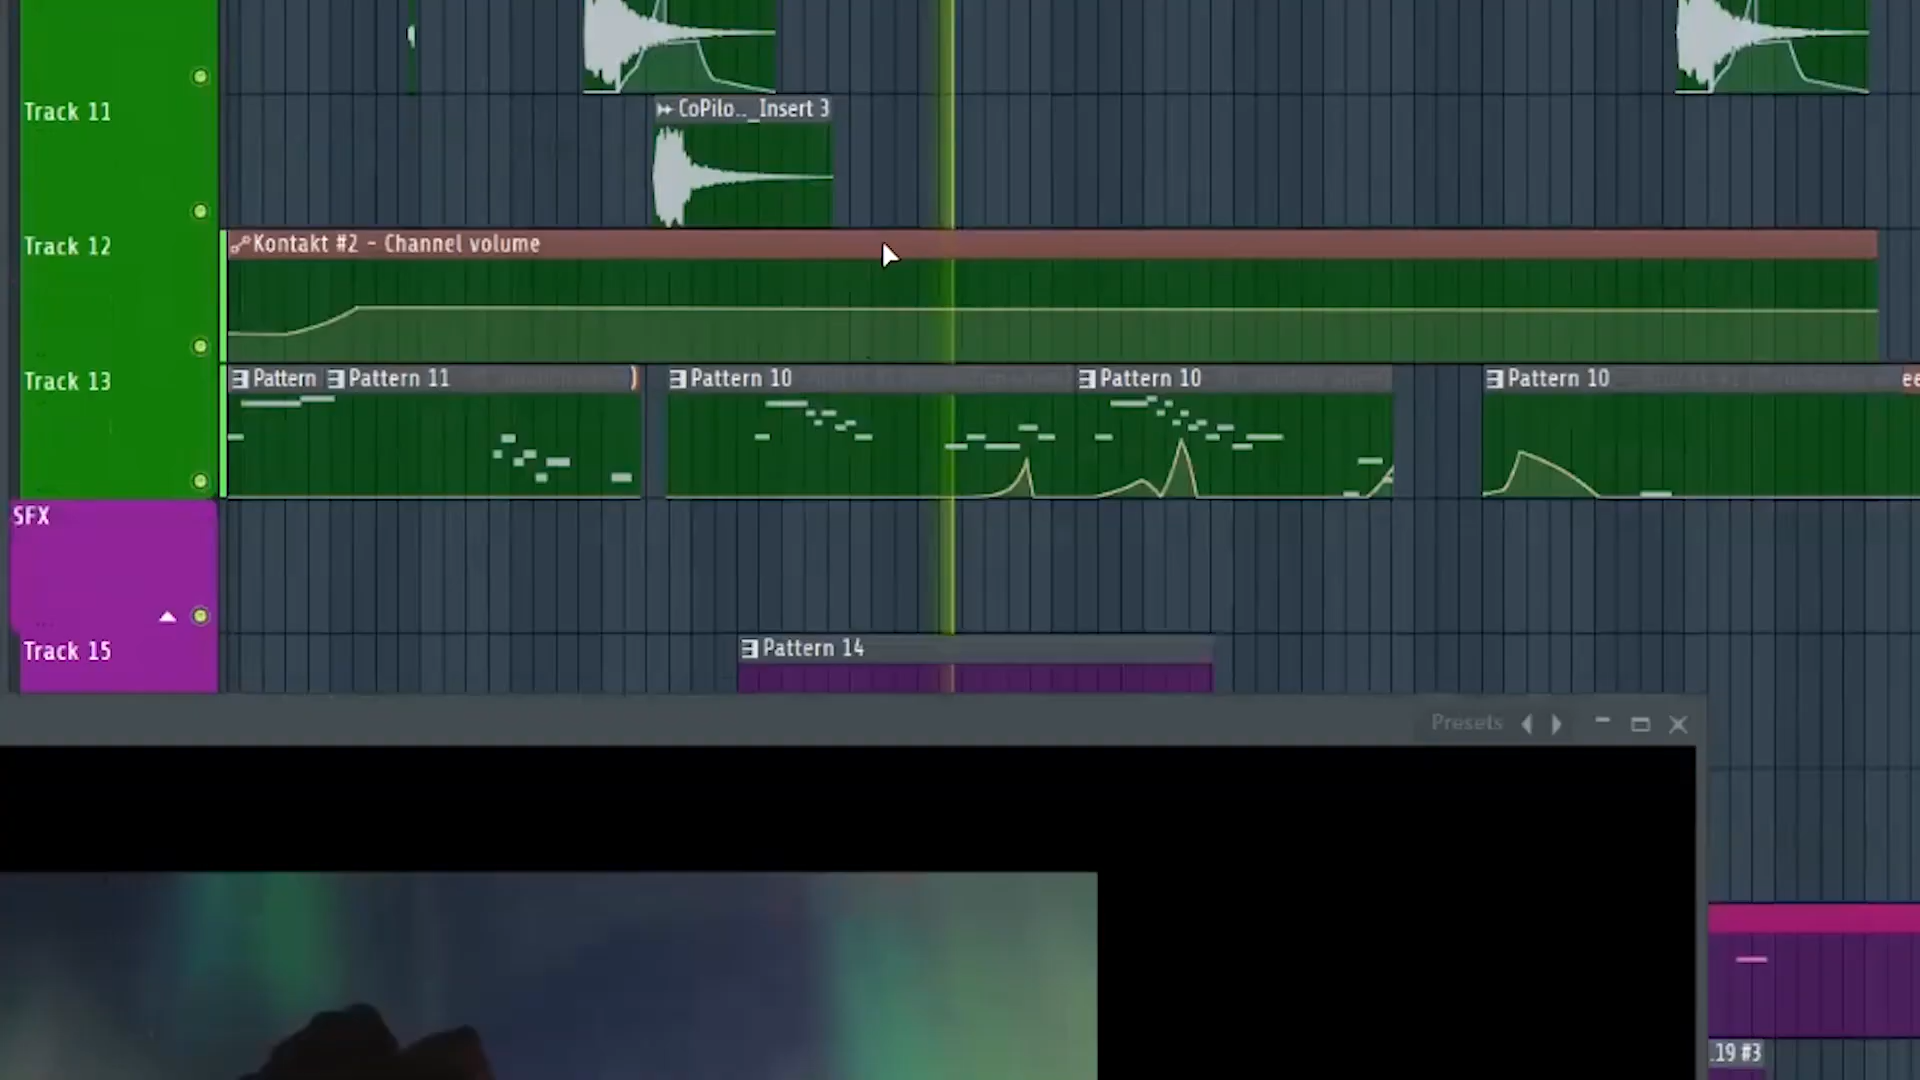 Track 11
CoPilo.._Insert 3
Track 12
Kontakt #2 - Channel volume
Track 13
Pattern
Pattern 11
Pattern 10
Pattern 10
Pattern 10
SFX
Track 15
Pattern 14
Presets
.19 #3